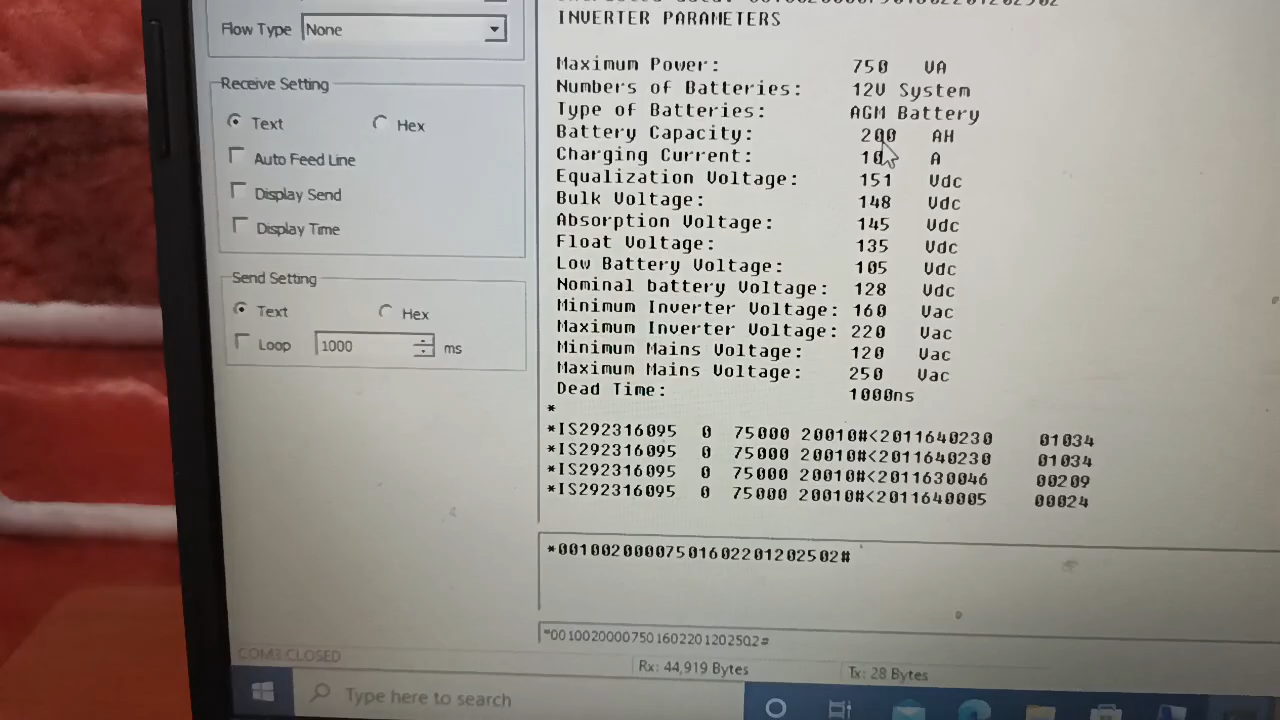 Flow Type None
Receive Setting
Text Hex
Auto Feed Line
Display Send
Display Time
Send Setting
Text Hex
Loop 1000 ms
INVERTER PARAMETERS
Maximum Power: 750 VA
Numbers of Batteries: 12V System
Type of Batteries: AGM Battery
Battery Capacity: 200 AH
Charging Current: 10 A
Equalization Voltage: 151 Vdc
Bulk Voltage: 148 Vdc
Absorption Voltage: 145 Vdc
Float Voltage: 135 Vdc
Low Battery Voltage: 105 Vdc
Nominal battery Voltage: 128 Vdc
Minimum Inverter Voltage: 160 Vac
Maximum Inverter Voltage: 220 Vac
Minimum Mains Voltage: 120 Vac
Maximum Mains Voltage: 250 Vac
Dead Time: 1000ns
*
*IS292316095 0 75000 20010#<2011640230 01034
*IS292316095 0 75000 20010#<2011640230 01034
*IS292316095 0 75000 20010#<2011630046 00209
*IS292316095 0 75000 20010#<2011640005 00024
*00100200007501602201202502#
*00100200007501602201202502#
COM3 CLOSED Rx: 44,919 Bytes Tx: 28 Bytes
Type here to search